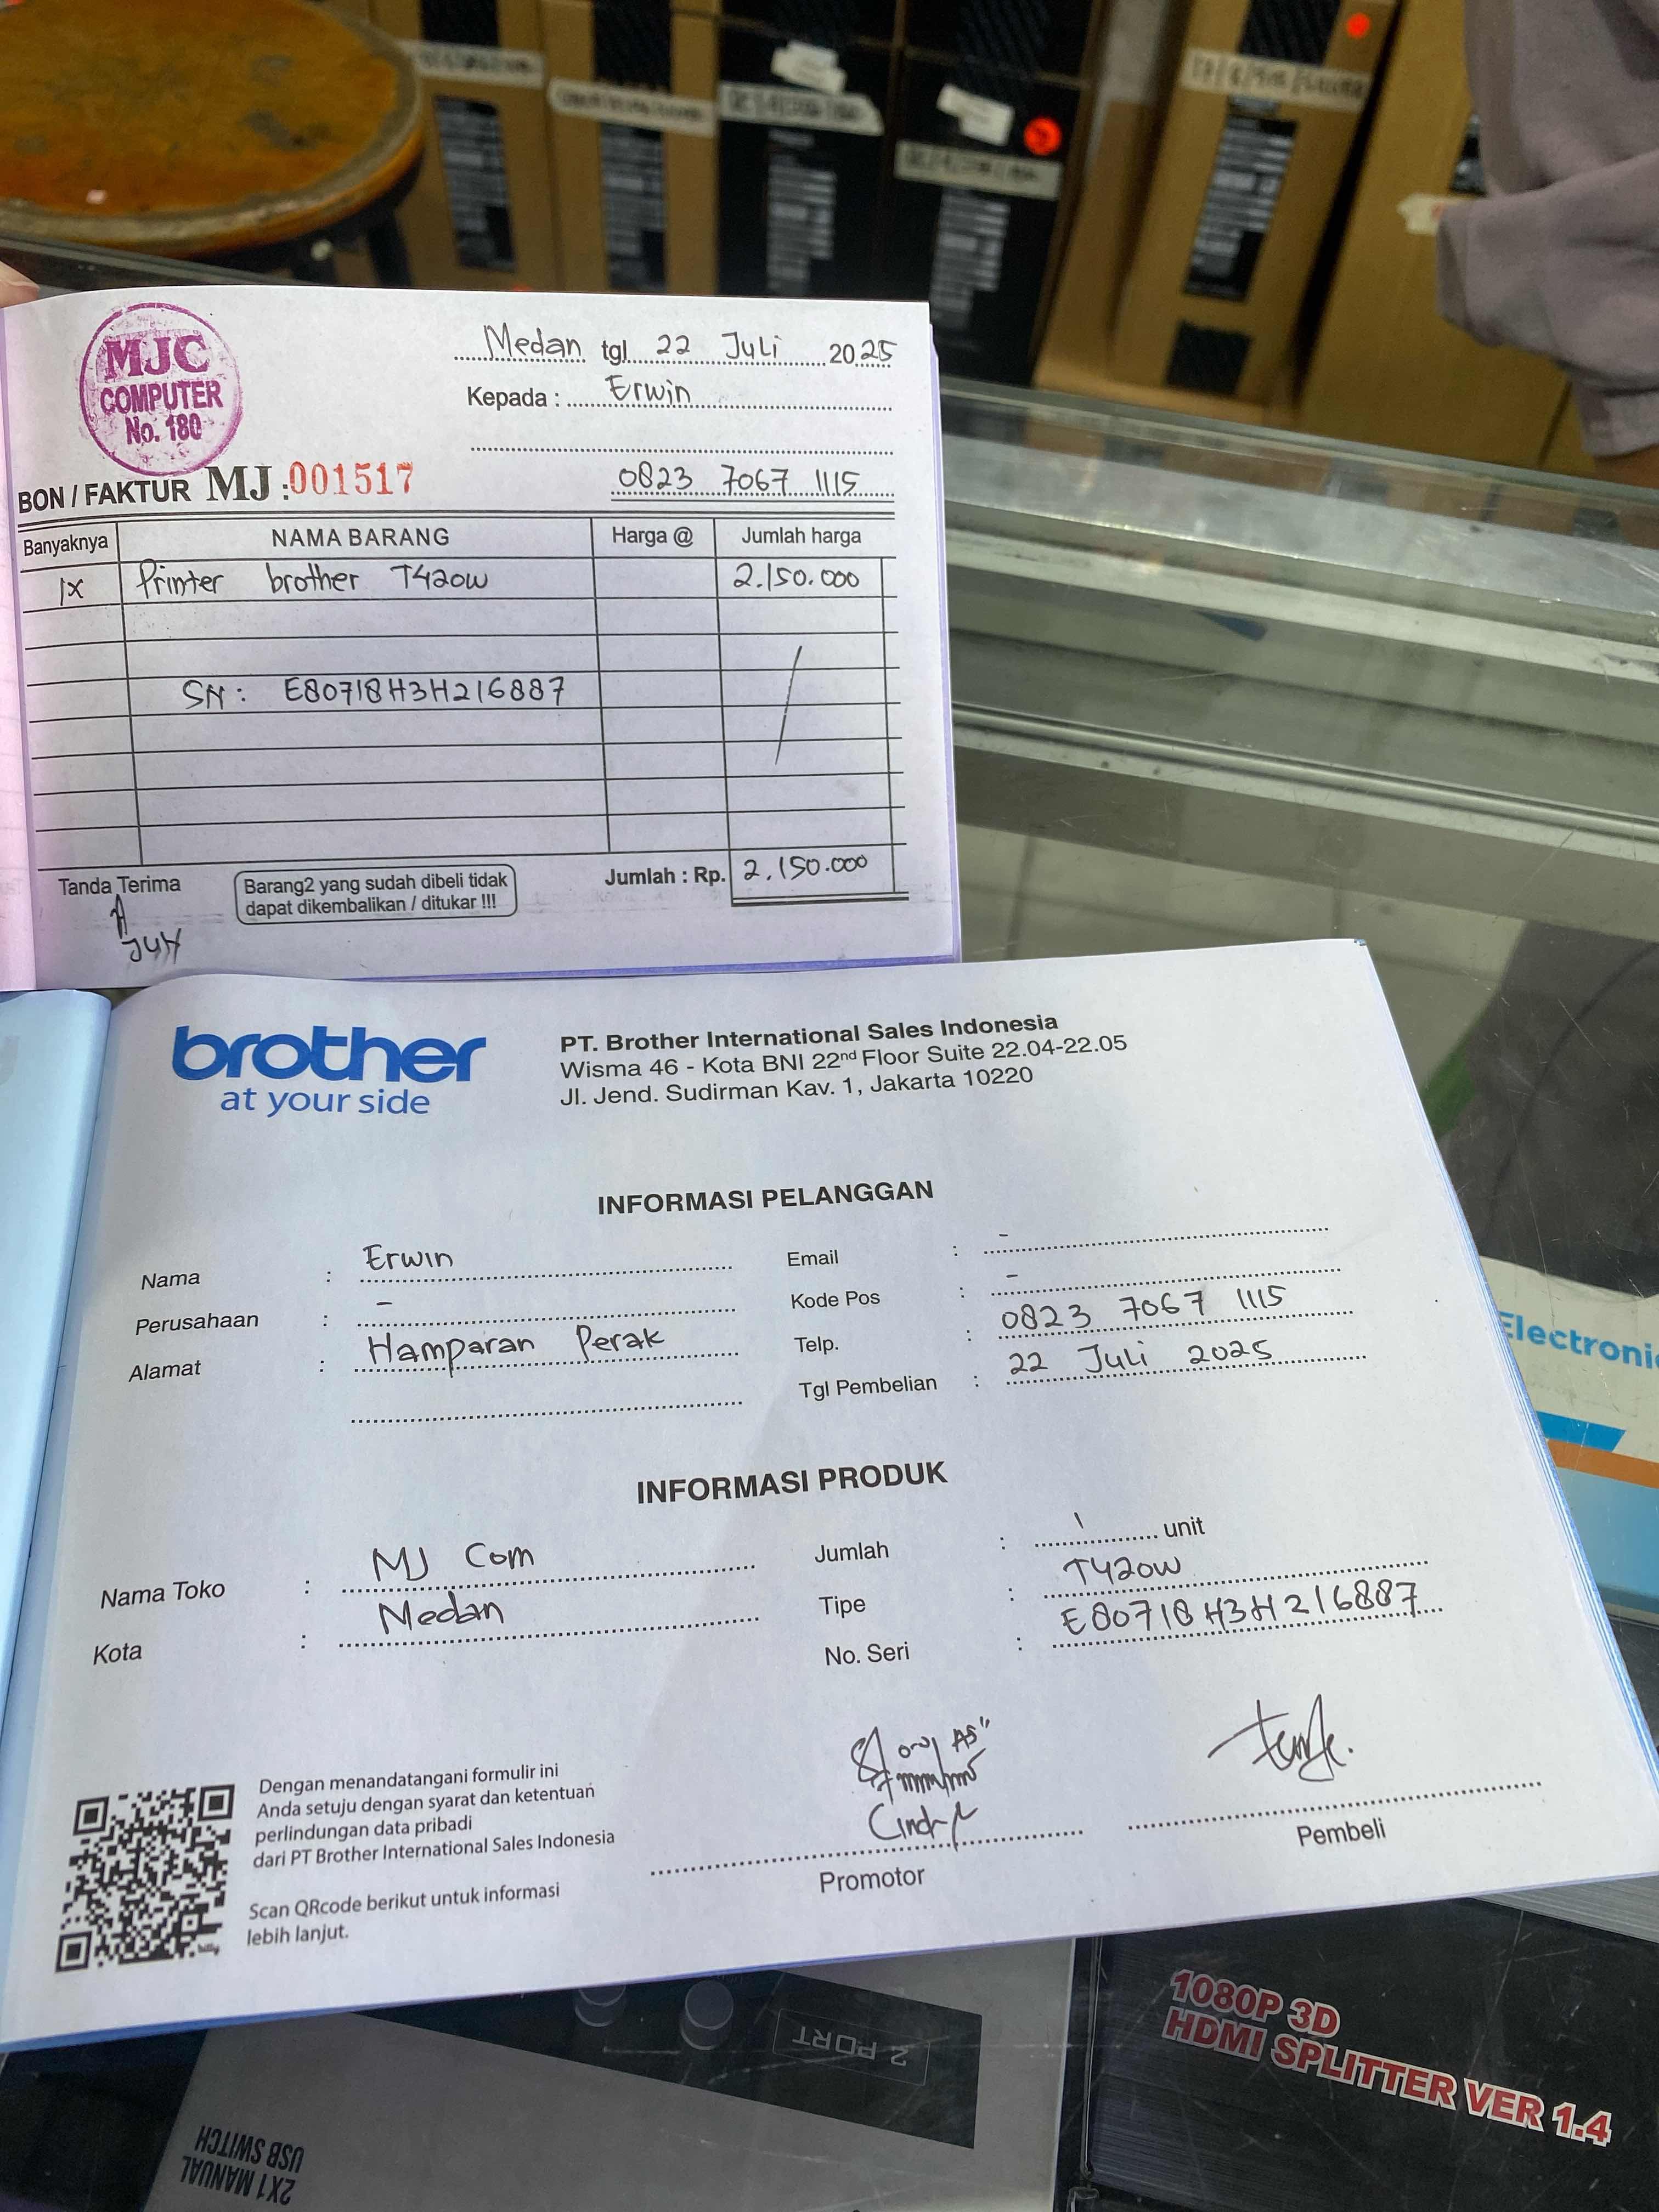 MJC
COMPUTER
No. 180
Medan tgl 22 Juli 2025
Kepada : Erwin
0823 7067 1115
BON / FAKTUR MJ :001517
Banyaknya NAMA BARANG Harga @ Jumlah harga
1x Printer brother T420W 2.150.000
SN: E80718H3H216887
Tanda Terima
Barang2 yang sudah dibeli tidak
dapat dikembalikan / ditukar !!!
Jumlah : Rp. 2.150.000
brother
at your side
PT. Brother International Sales Indonesia
Wisma 46 - Kota BNI 22nd Floor Suite 22.04-22.05
Jl. Jend. Sudirman Kav. 1, Jakarta 10220
INFORMASI PELANGGAN
Nama : Erwin
Perusahaan : -
Alamat : Hamparan Perak
Email : -
Kode Pos : -
Telp. : 0823 7067 1115
Tgl Pembelian : 22 Juli 2025
INFORMASI PRODUK
Nama Toko : MJ Com
Kota : Medan
Jumlah : 1 unit
Tipe : T420W
No. Seri : E80718H3H216887
Dengan menandatangani formulir ini
Anda setuju dengan syarat dan ketentuan
perlindungan data pribadi
dari PT Brother International Sales Indonesia
Scan QRcode berikut untuk informasi
lebih lanjut.
Promotor
Pembeli
Electronic
2 PORT
2X1 MANUAL
USB SWITCH
1080P 3D
HDMI SPLITTER VER 1.4